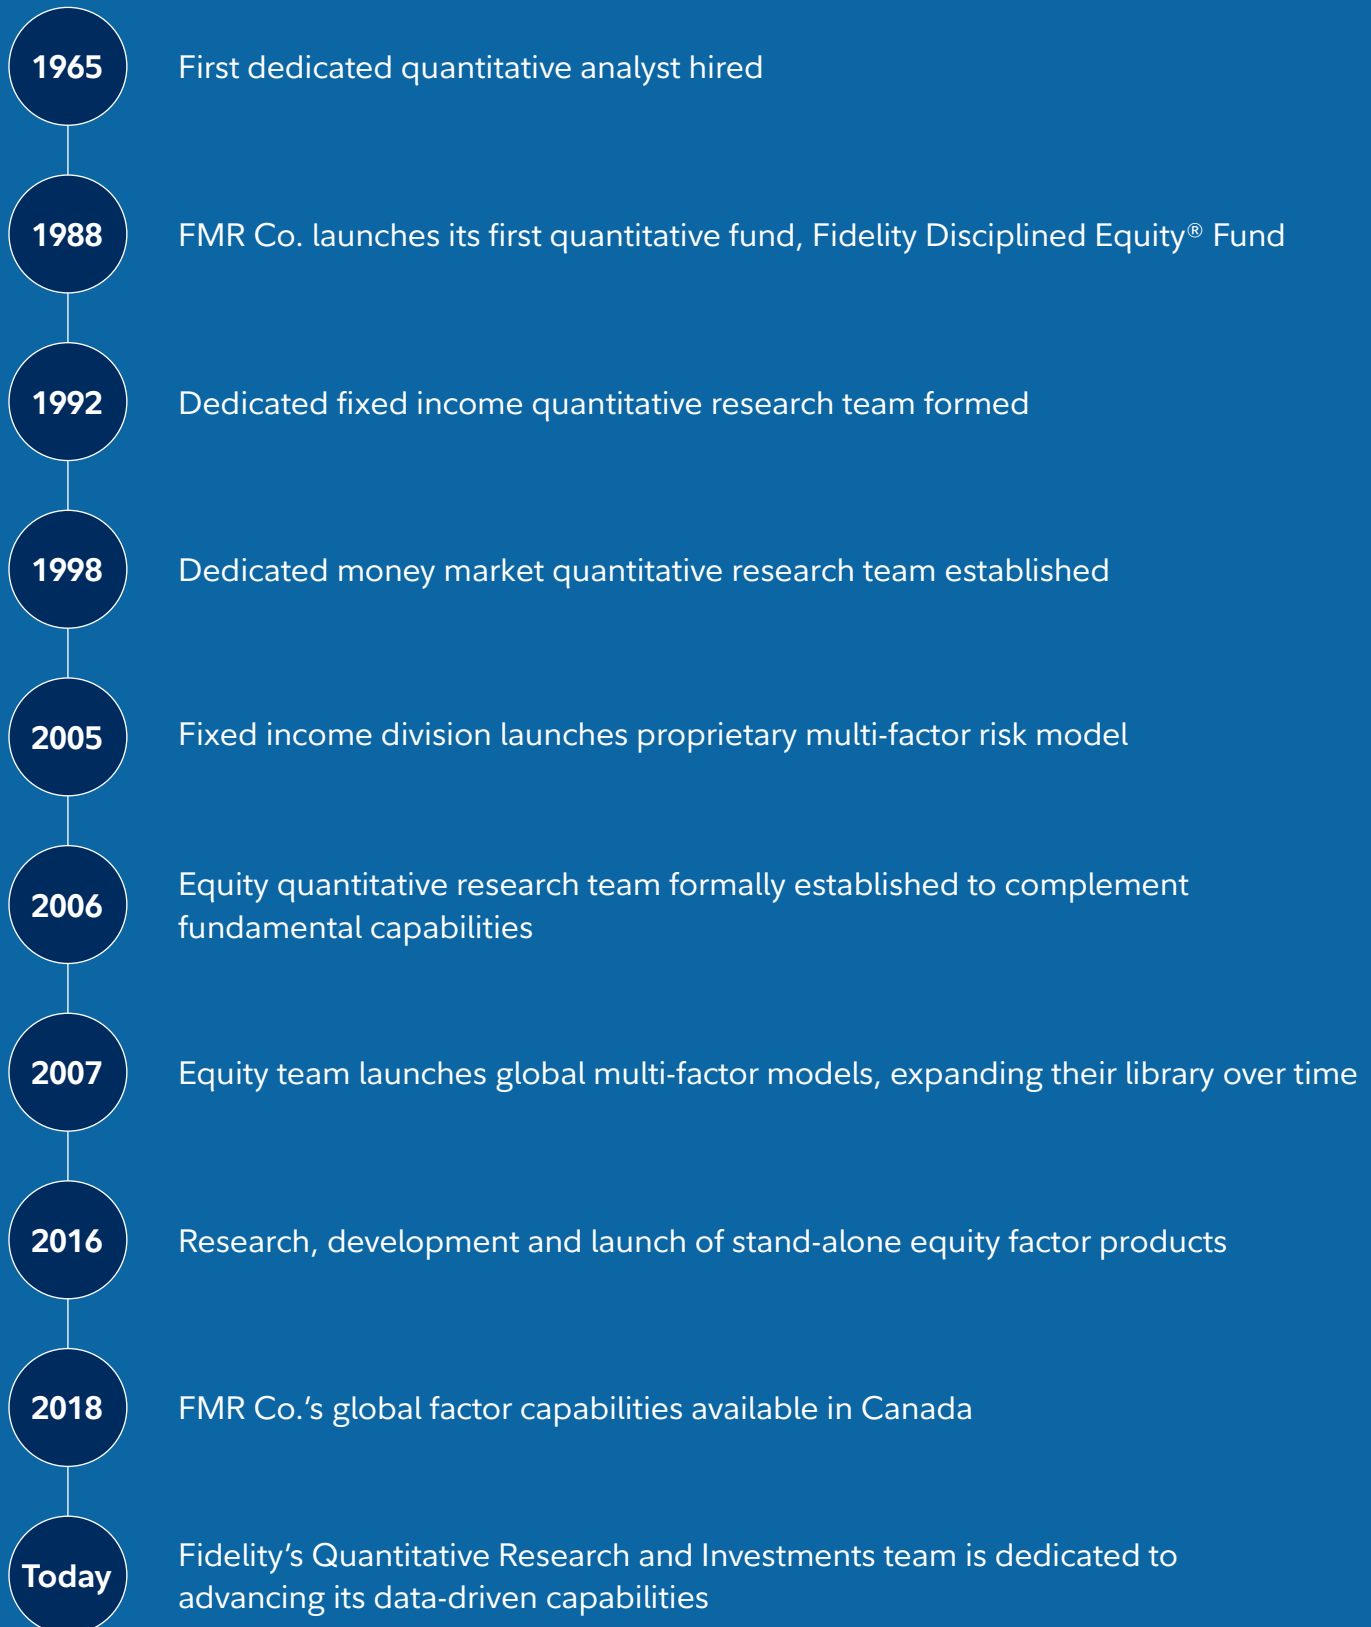 1965
First dedicated quantitative analyst hired
1988
FMR Co. launches its first quantitative fund, Fidelity Disciplined Equity® Fund
1992
Dedicated fixed income quantitative research team formed
1998
Dedicated money market quantitative research team established
2005
Fixed income division launches proprietary multi-factor risk model
2006
Equity quantitative research team formally established to complement
fundamental capabilities
2007
Equity team launches global multi-factor models, expanding their library over time
2016
Research, development and launch of stand-alone equity factor products
2018
FMR Co.’s global factor capabilities available in Canada
Today
Fidelity’s Quantitative Research and Investments team is dedicated to
advancing its data-driven capabilities